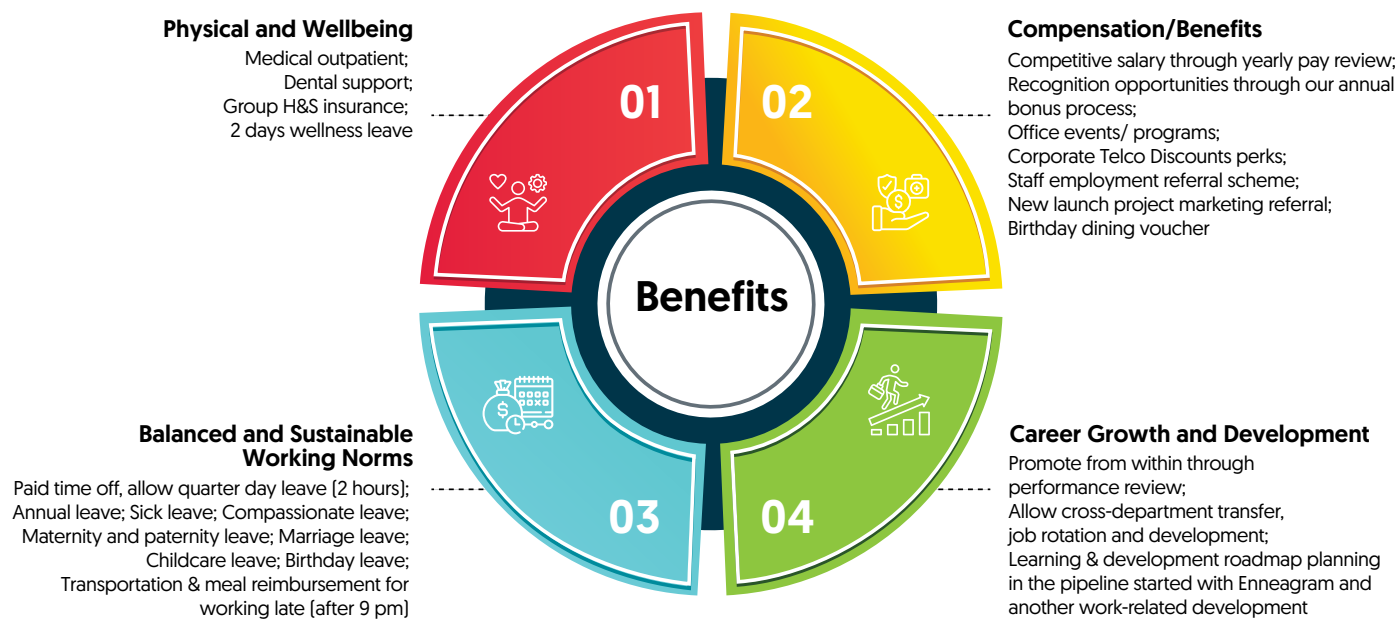 Physical and Wellbeing
Medical outpatient;
Dental support;
Group H&S insurance;
2 days wellness leave
01
02
Compensation/Benefits
Competitive salary through yearly pay review;
Recognition opportunities through our annual
bonus process;
Office events/ programs;
Corporate Telco Discounts perks;
Staff employment referral scheme;
New launch project marketing referral;
Birthday dining voucher
Benefits
Balanced and Sustainable
Working Norms
Paid time off, allow quarter day leave (2 hours);
Annual leave; Sick leave; Compassionate leave;
Maternity and paternity leave; Marriage leave;
Childcare leave; Birthday leave;
Transportation & meal reimbursement for
working late (after 9 pm)
03
04
Career Growth and Development
Promote from within through
performance review;
Allow cross-department transfer,
job rotation and development;
Learning & development roadmap planning
in the pipeline started with Enneagram and
another work-related development